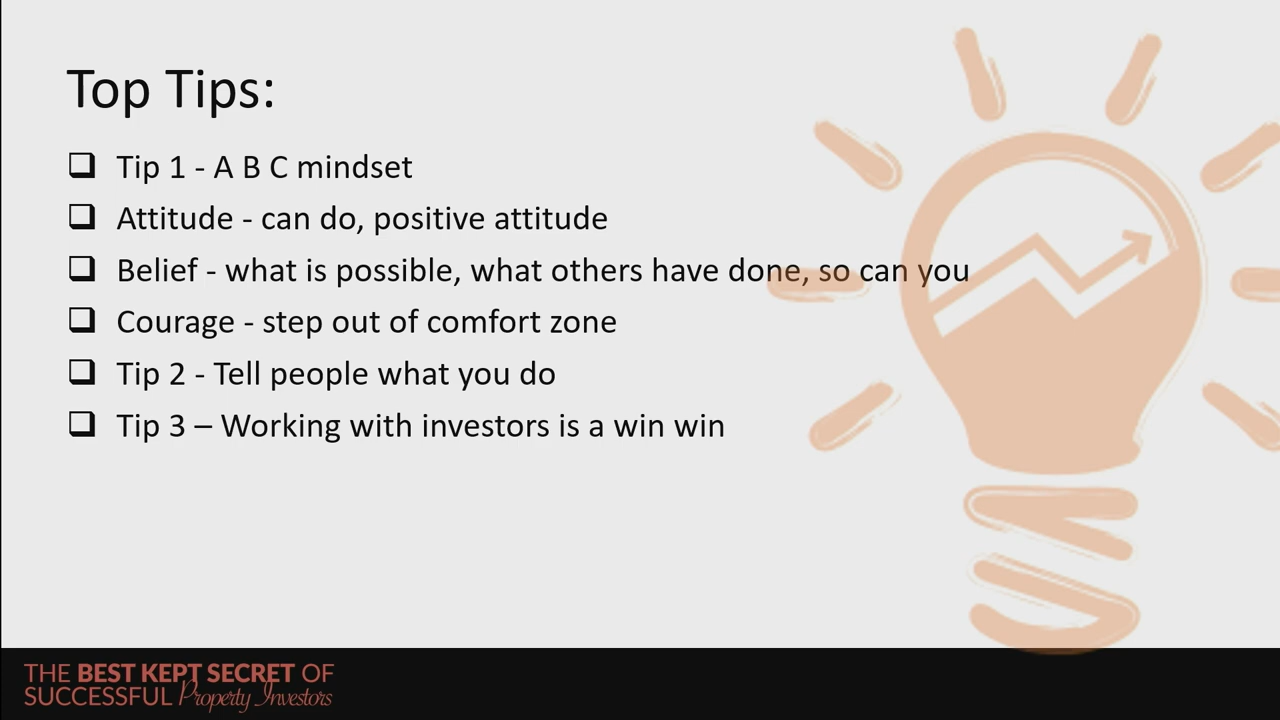 Top Tips:
❑ Tip 1 - A B C mindset
❑ Attitude - can do, positive attitude
❑ Belief - what is possible, what others have done, so can you
❑ Courage - step out of comfort zone
❑ Tip 2 - Tell people what you do
❑ Tip 3 – Working with investors is a win win
THE BEST KEPT SECRET OF
SUCCESSFUL Property Investors